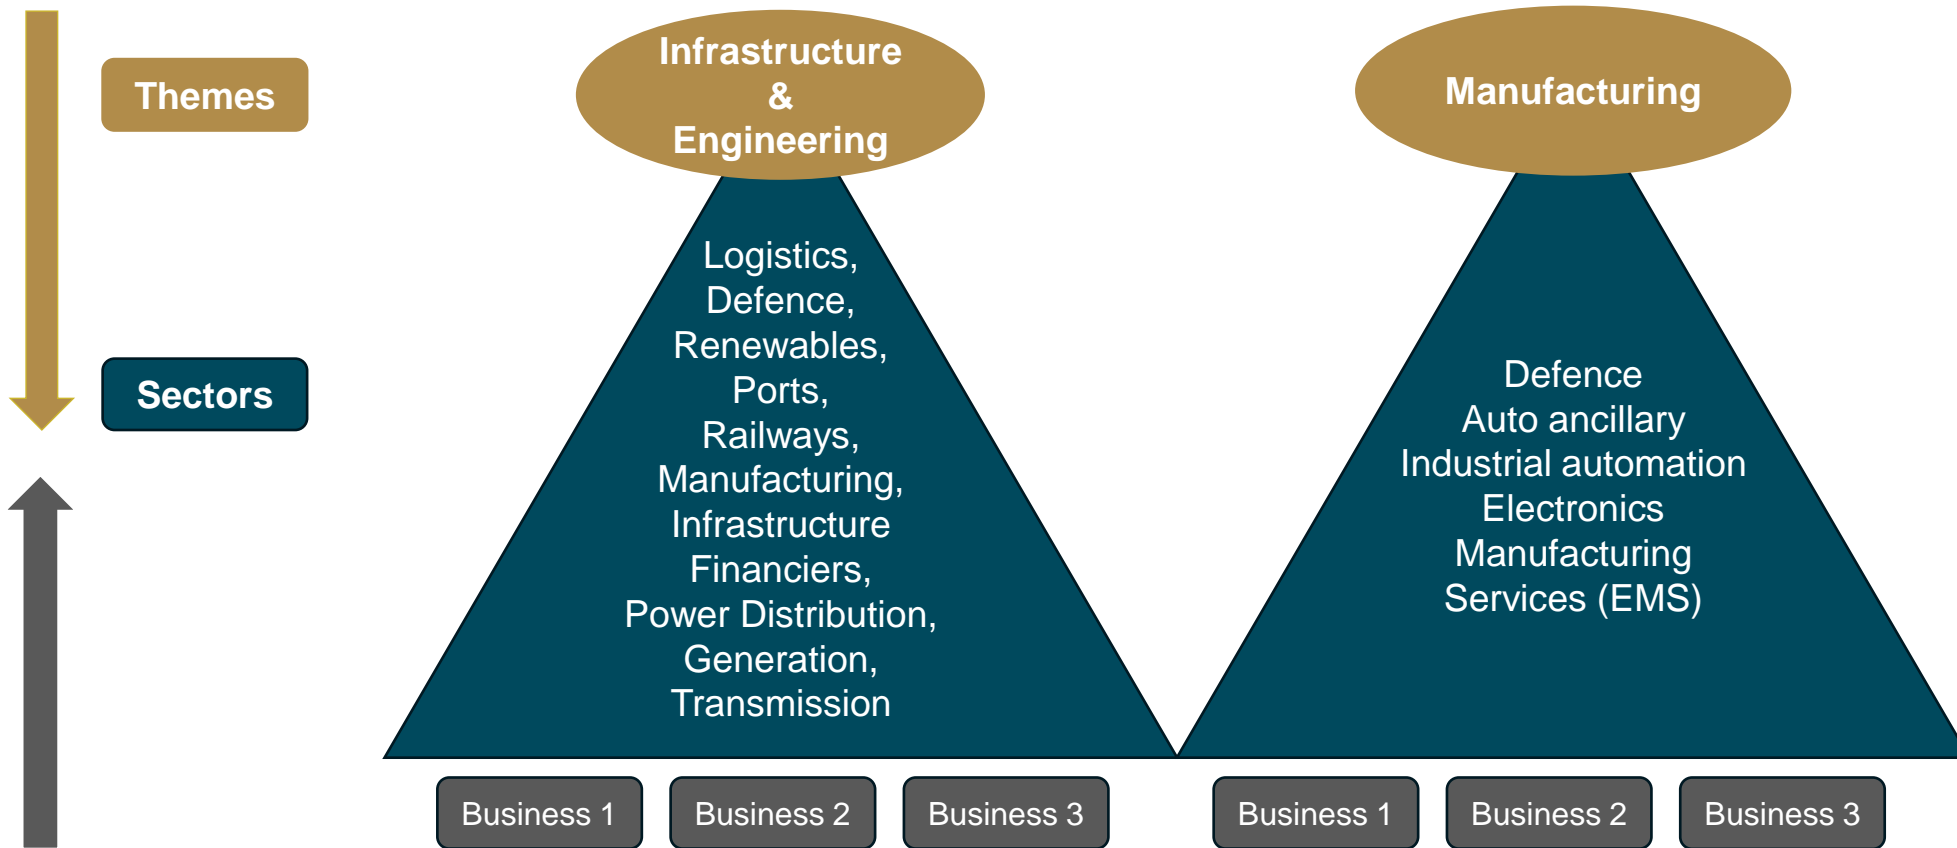 Themes
Infrastructure
&
Engineering
Manufacturing
Sectors
Logistics,
Defence,
Renewables,
Ports,
Railways,
Manufacturing,
Infrastructure
Financiers,
Power Distribution,
Generation,
Transmission
Defence
Auto ancillary
Industrial automation
Electronics
Manufacturing
Services (EMS)
Business 1
Business 2
Business 3
Business 1
Business 2
Business 3